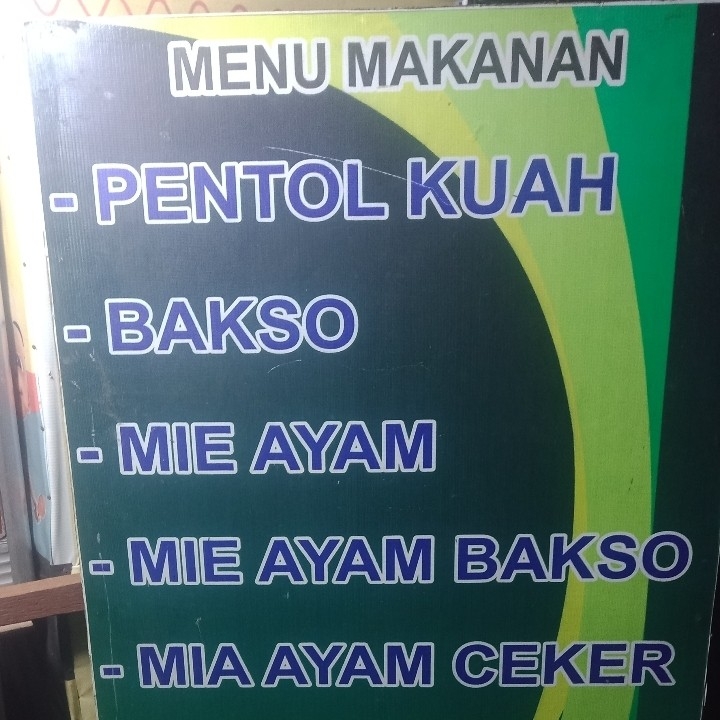 MENU MAKANAN
- PENTOL KUAH
- BAKSO
- MIE AYAM
- MIE AYAM BAKSO
- MIA AYAM CEKER